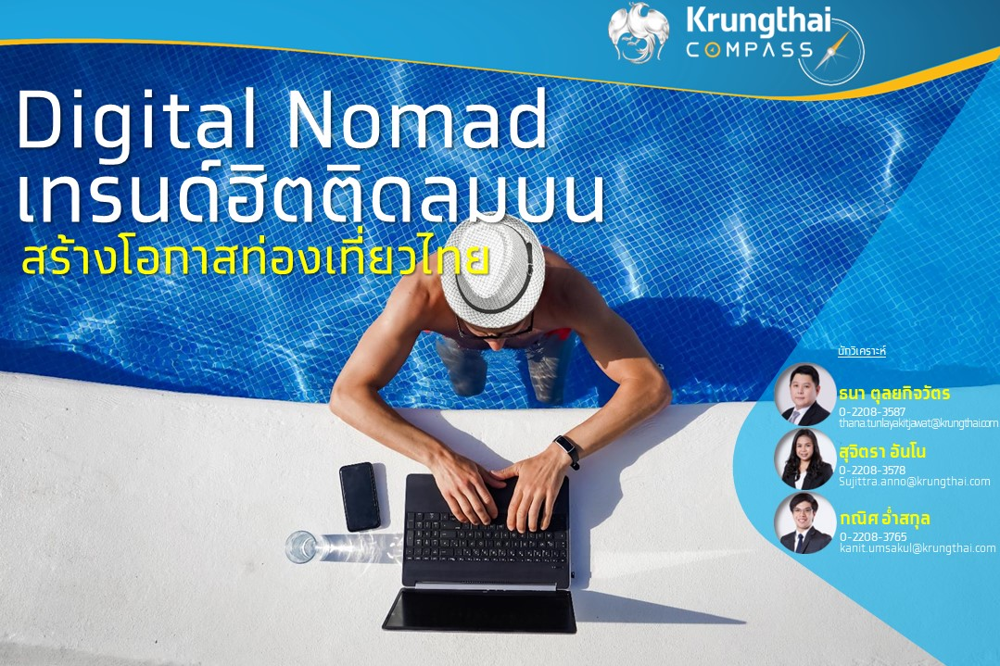 Krungthai
COMPASS
Digital Nomad
เทรนด์ฮิตติดลมบน
สร้างโอกาสท่องเที่ยวไทย
นักวิเคราะห์
ธนา ตุลยกิจวัตร
0-2208-3587
thana.tunlayakitjawat@krungthai.com
สุจิตรา อันโน
0-2208-3578
Sujittra.anno@krungthai.com
กณิศ อ่ำสกุล
0-2208-3765
kanit.umsakul@krungthai.com